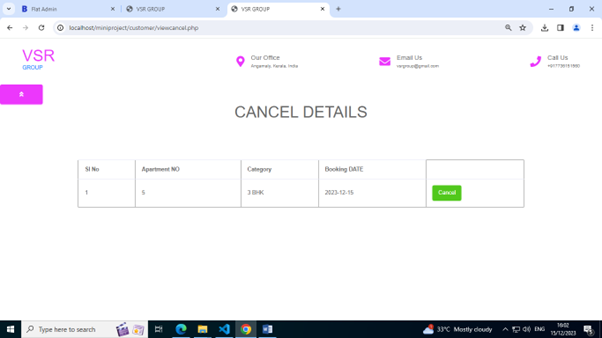 Flat Admin
VSR GROUP
VSR GROUP
localhost/miniproject/customer/viewcancel.php
VSR
GROUP
Our Office
Angamaly, Kerala, India
Email Us
vsrgroup@gmail.com
Call Us
CANCEL DETAILS
Sl No Apartment NO Category Booking DATE
1 5 3 BHK 2023-12-15 Cancel
Type here to search
33°C Mostly cloudy
ENG
16:02
15/12/2023